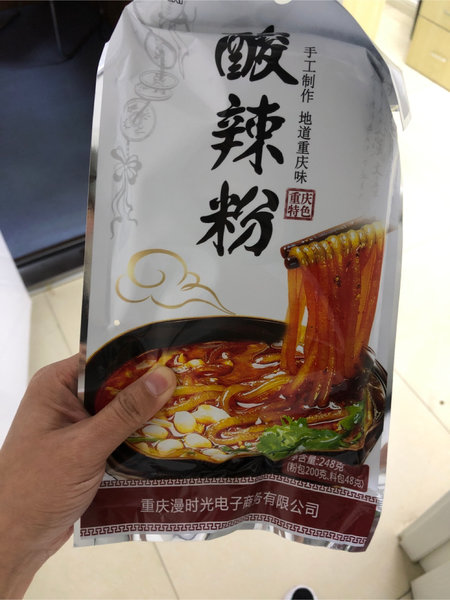 酸辣粉
手工制作 地道重庆味
重庆
特色
净含量:248克
(粉包200克,料包48克)
重庆漫时光电子商务有限公司